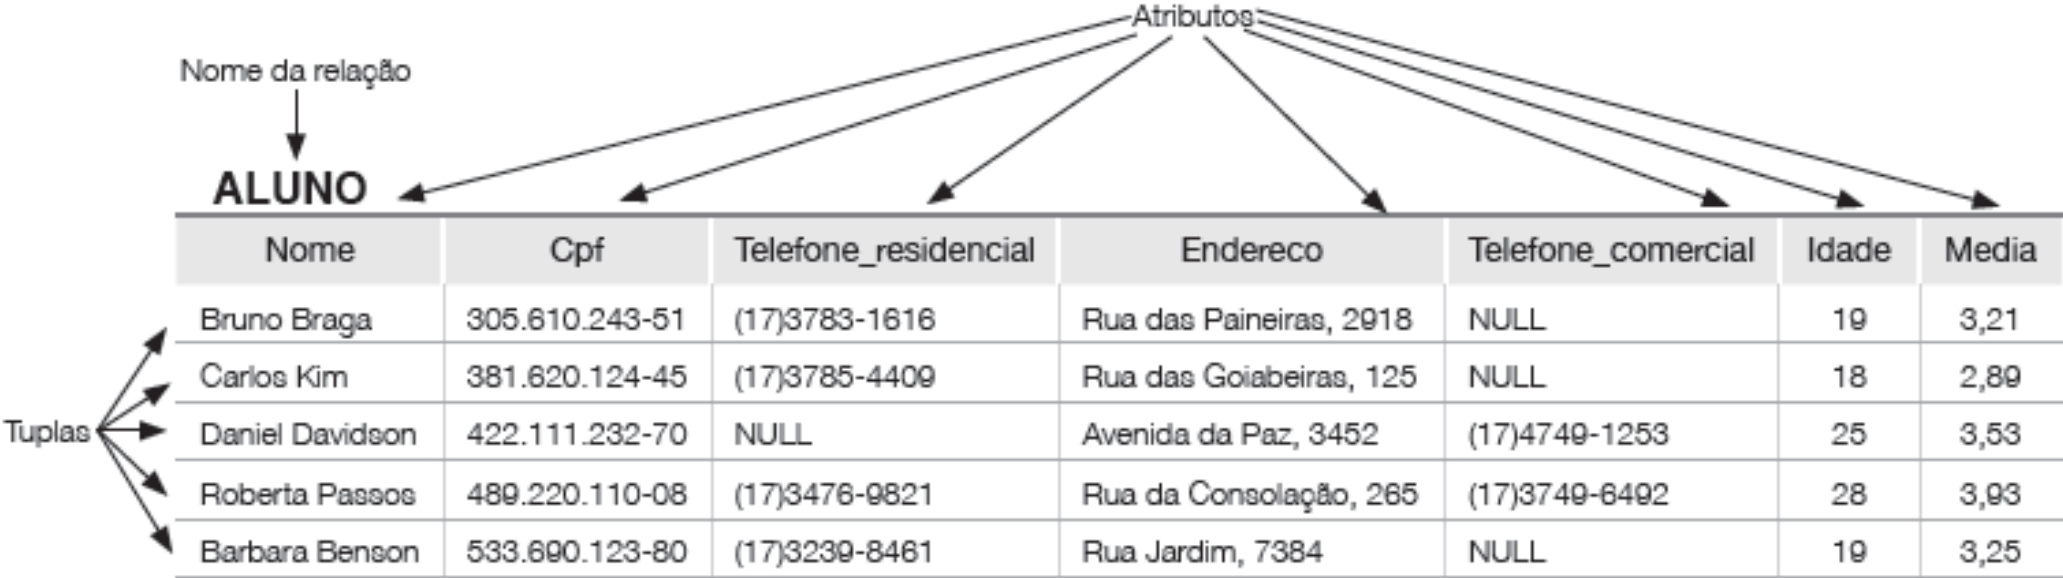 Atributos
Nome da relação
ALUNO
Nome Cpf Telefone_residencial Endereco Telefone_comercial Idade Media
Bruno Braga 305.610.243-51 (17)3783-1616 Rua das Paineiras, 2918 NULL 19 3,21
Carlos Kim 381.620.124-45 (17)3785-4409 Rua das Goiabeiras, 125 NULL 18 2,89
Tuplas Daniel Davidson 422.111.232-70 NULL Avenida da Paz, 3452 (17)4749-1253 25 3,53
Roberta Passos 489.220.110-08 (17)3476-9821 Rua da Consolação, 265 (17)3749-6492 28 3,93
Barbara Benson 533.690.123-80 (17)3239-8461 Rua Jardim, 7384 NULL 19 3,25